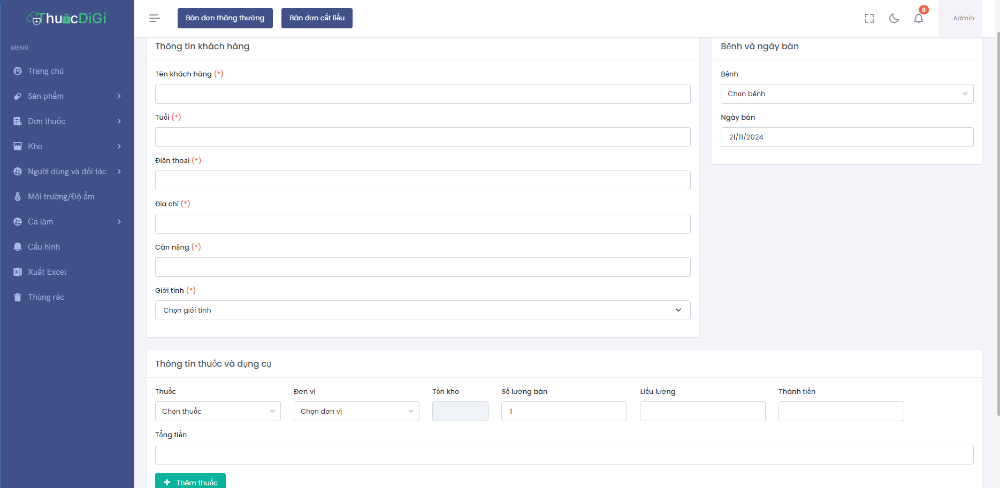 ThuốcDiGi
MENU
Trang chủ
Sản phẩm
Đơn thuốc
Kho
Người dùng và đối tác
Môi trường/Độ ẩm
Ca làm
Cấu hình
Xuất Excel
Thùng rác
Bán đơn thông thường
Bán đơn cắt liều
0
Admin
Thông tin khách hàng
Tên khách hàng (*)
Tuổi (*)
Điện thoại (*)
Địa chỉ (*)
Cân nặng (*)
Giới tính (*)
Chọn giới tính
Bệnh và ngày bán
Bệnh
Chọn bệnh
Ngày bán
21/11/2024
Thông tin thuốc và dụng cụ
Thuốc Đơn vị Tồn kho Số lượng bán Liều lượng Thành tiền
Chọn thuốc Chọn đơn vị 1
Tổng tiền
Thêm thuốc